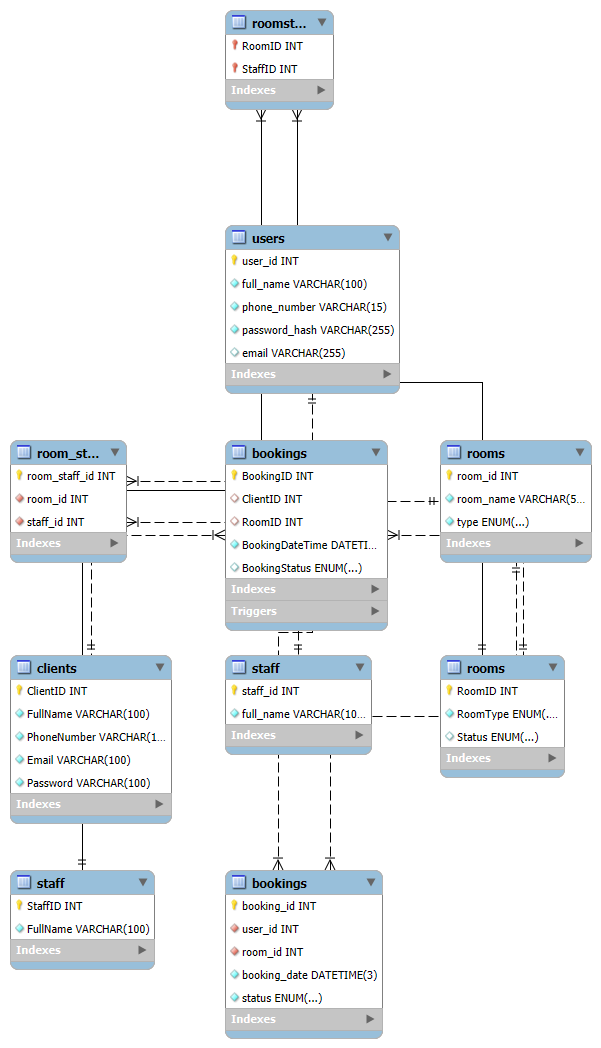 roomst...
RoomID INT
StaffID INT
Indexes
users
user_id INT
full_name VARCHAR(100)
phone_number VARCHAR(15)
password_hash VARCHAR(255)
email VARCHAR(255)
Indexes
room_st...
room_staff_id INT
room_id INT
staff_id INT
Indexes
bookings
BookingID INT
ClientID INT
RoomID INT
BookingDateTime DATETI...
BookingStatus ENUM(...)
Indexes
Triggers
rooms
room_id INT
room_name VARCHAR(5...
type ENUM(...)
Indexes
clients
ClientID INT
FullName VARCHAR(100)
PhoneNumber VARCHAR(1...
Email VARCHAR(100)
Password VARCHAR(100)
Indexes
staff
staff_id INT
full_name VARCHAR(10...
Indexes
rooms
RoomID INT
RoomType ENUM(...
Status ENUM(...)
Indexes
staff
StaffID INT
FullName VARCHAR(100)
Indexes
bookings
booking_id INT
user_id INT
room_id INT
booking_date DATETIME(3)
status ENUM(...)
Indexes